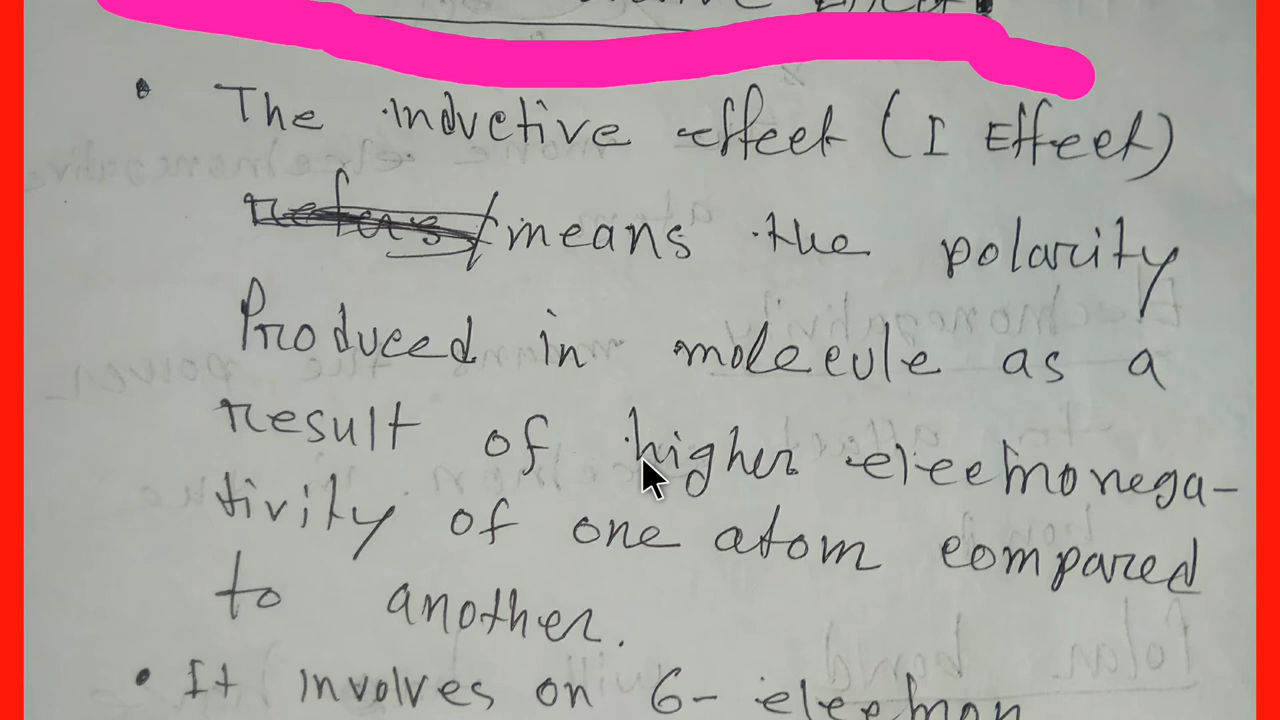 • The inductive effect (I Effect)
refers/means the polarity
Produced in molecule as a
result of higher electronega-
tivity of one atom compared
to another.
• It involves on 6- electron